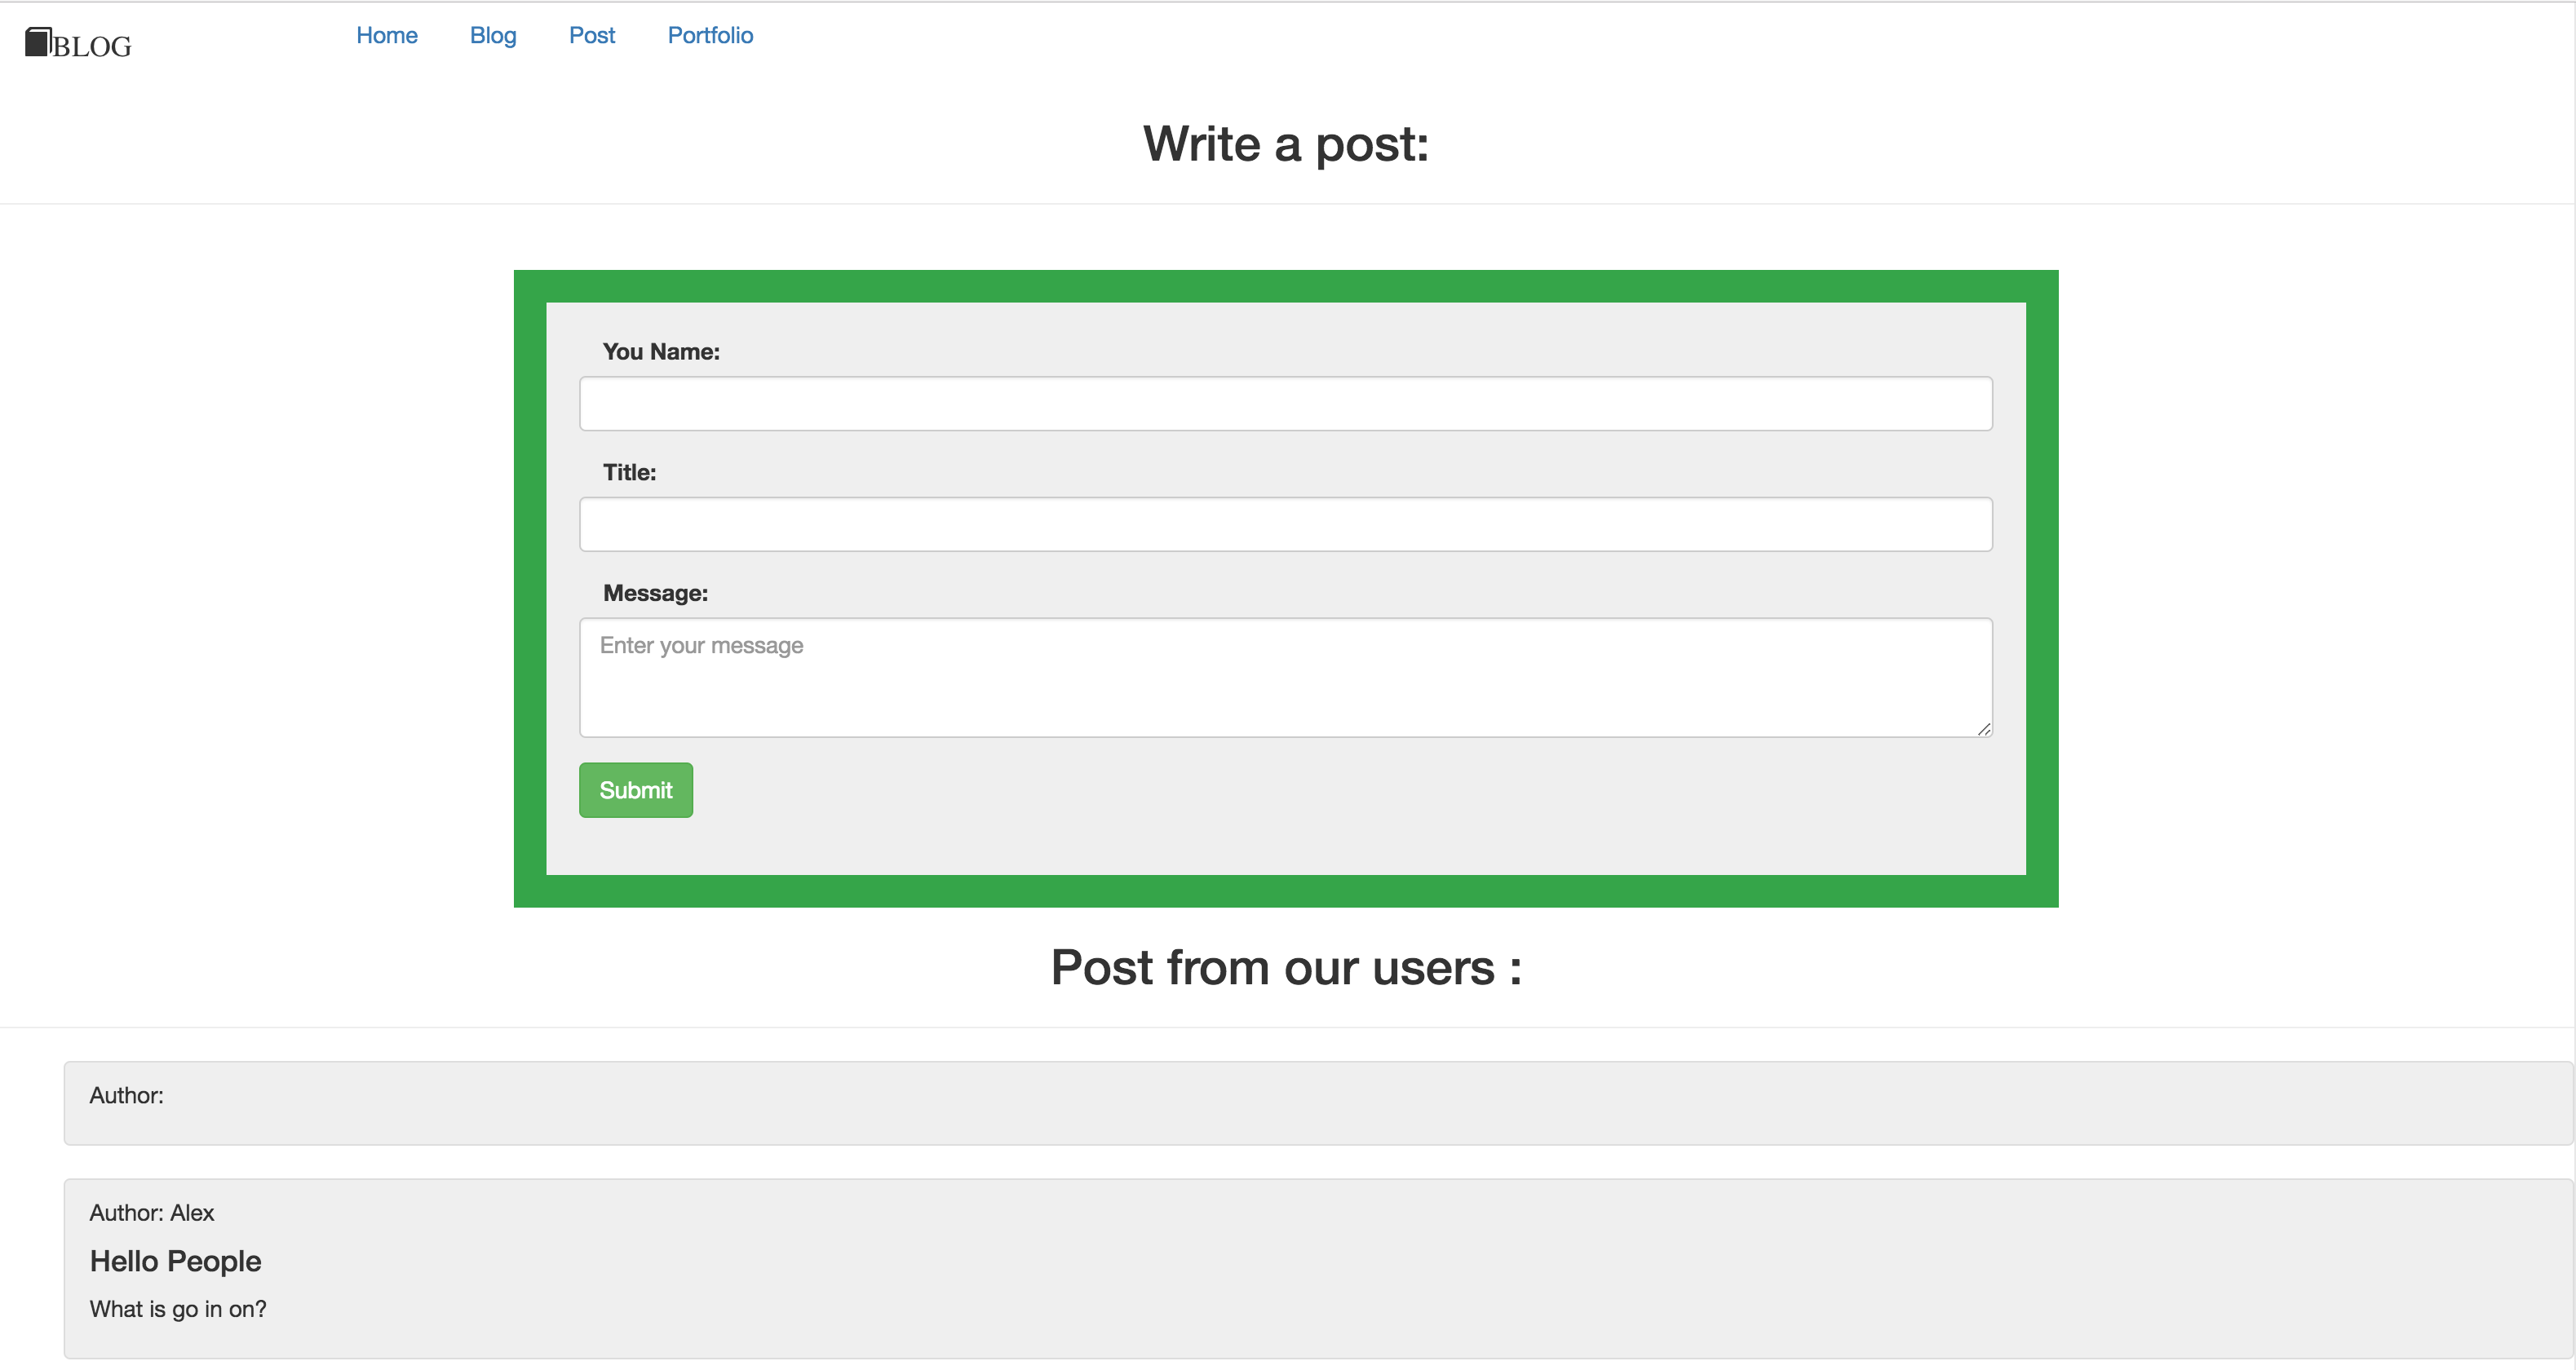 BLOG Home Blog Post Portfolio
Write a post:
You Name:
Title:
Message:
Enter your message
Submit
Post from our users :
Author:
Author: Alex
Hello People
What is go in on?